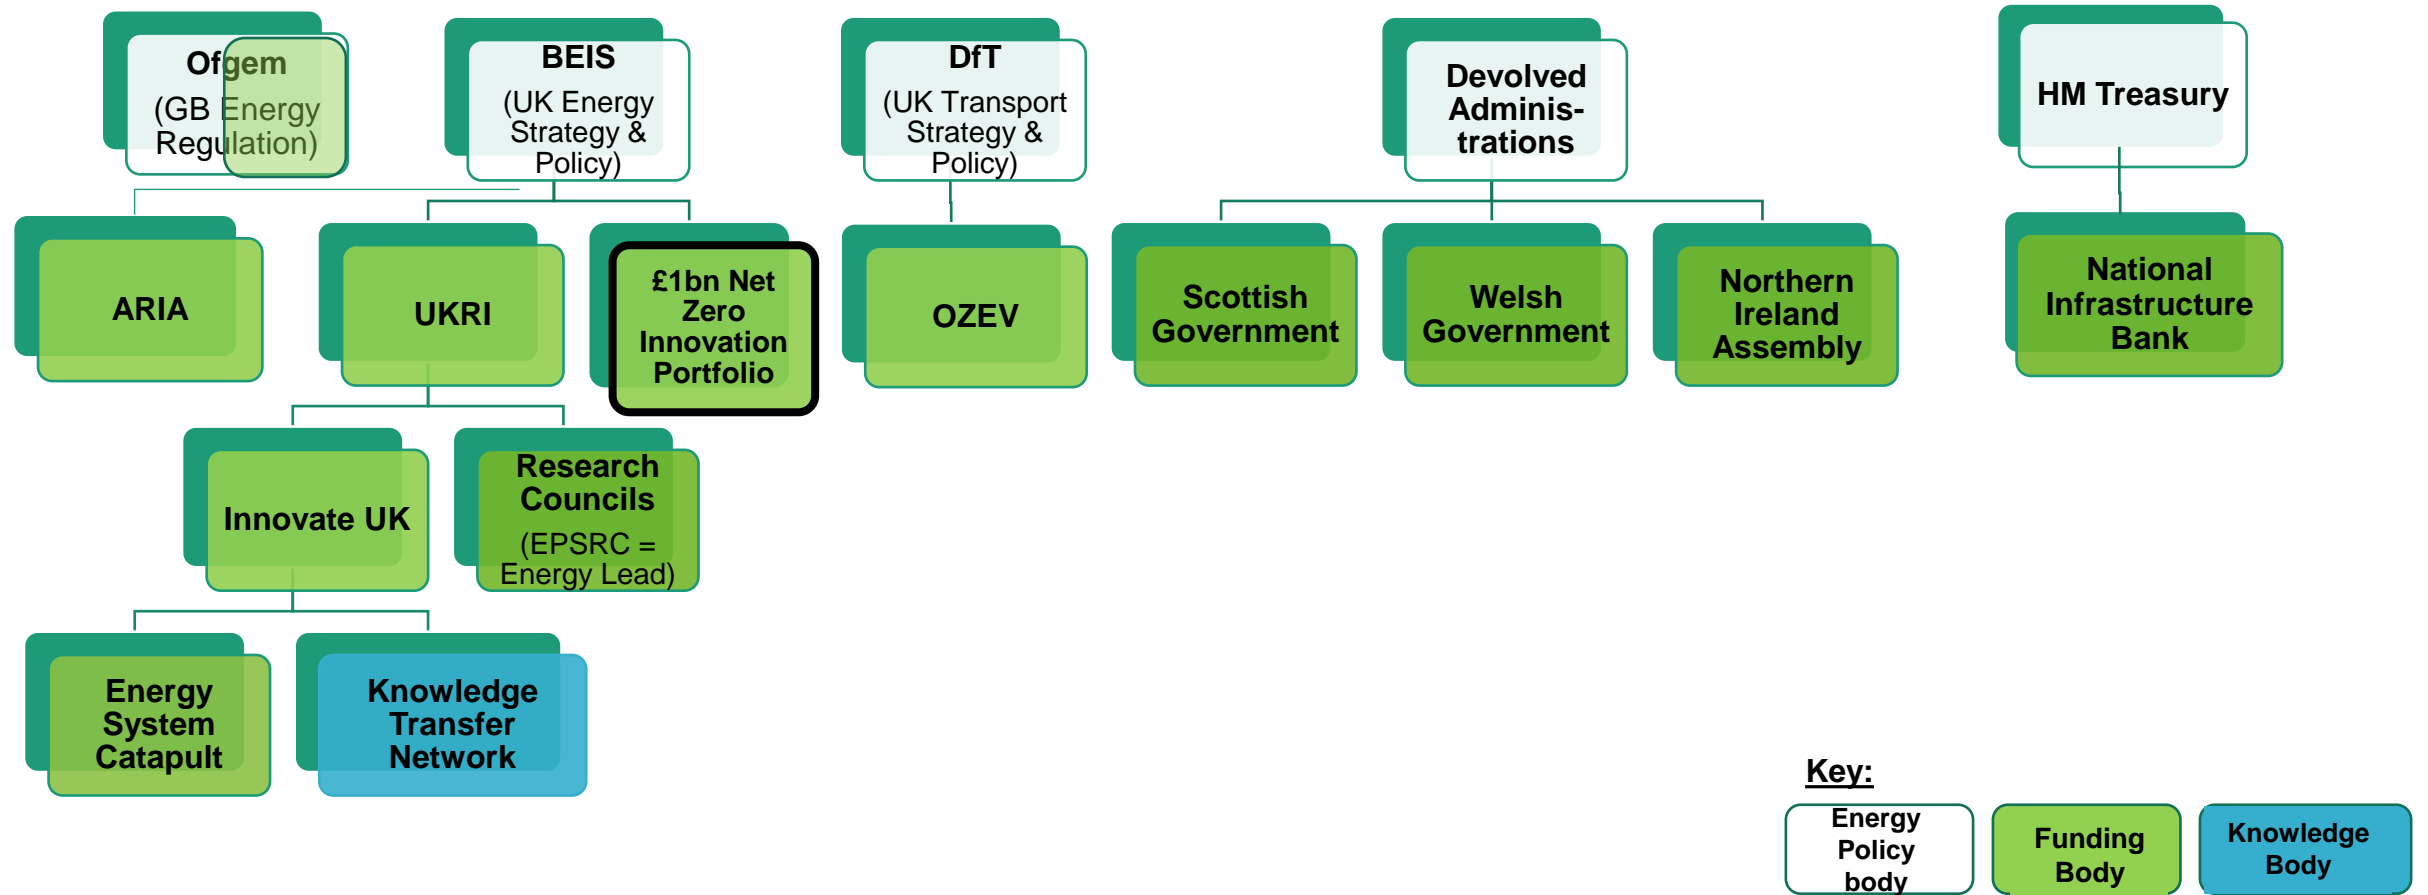 Ofgem
(GB Energy
Regulation)
BEIS
(UK Energy
Strategy &
Policy)
DfT
(UK Transport
Strategy &
Policy)
Devolved
Adminis-
trations
HM Treasury
ARIA
UKRI
£1bn Net
Zero
Innovation
Portfolio
OZEV
Scottish
Government
Welsh
Government
Northern
Ireland
Assembly
National
Infrastructure
Bank
Innovate UK
Research
Councils
(EPSRC =
Energy Lead)
Energy
System
Catapult
Knowledge
Transfer
Network
Key:
Energy
Policy
body
Funding
Body
Knowledge
Body